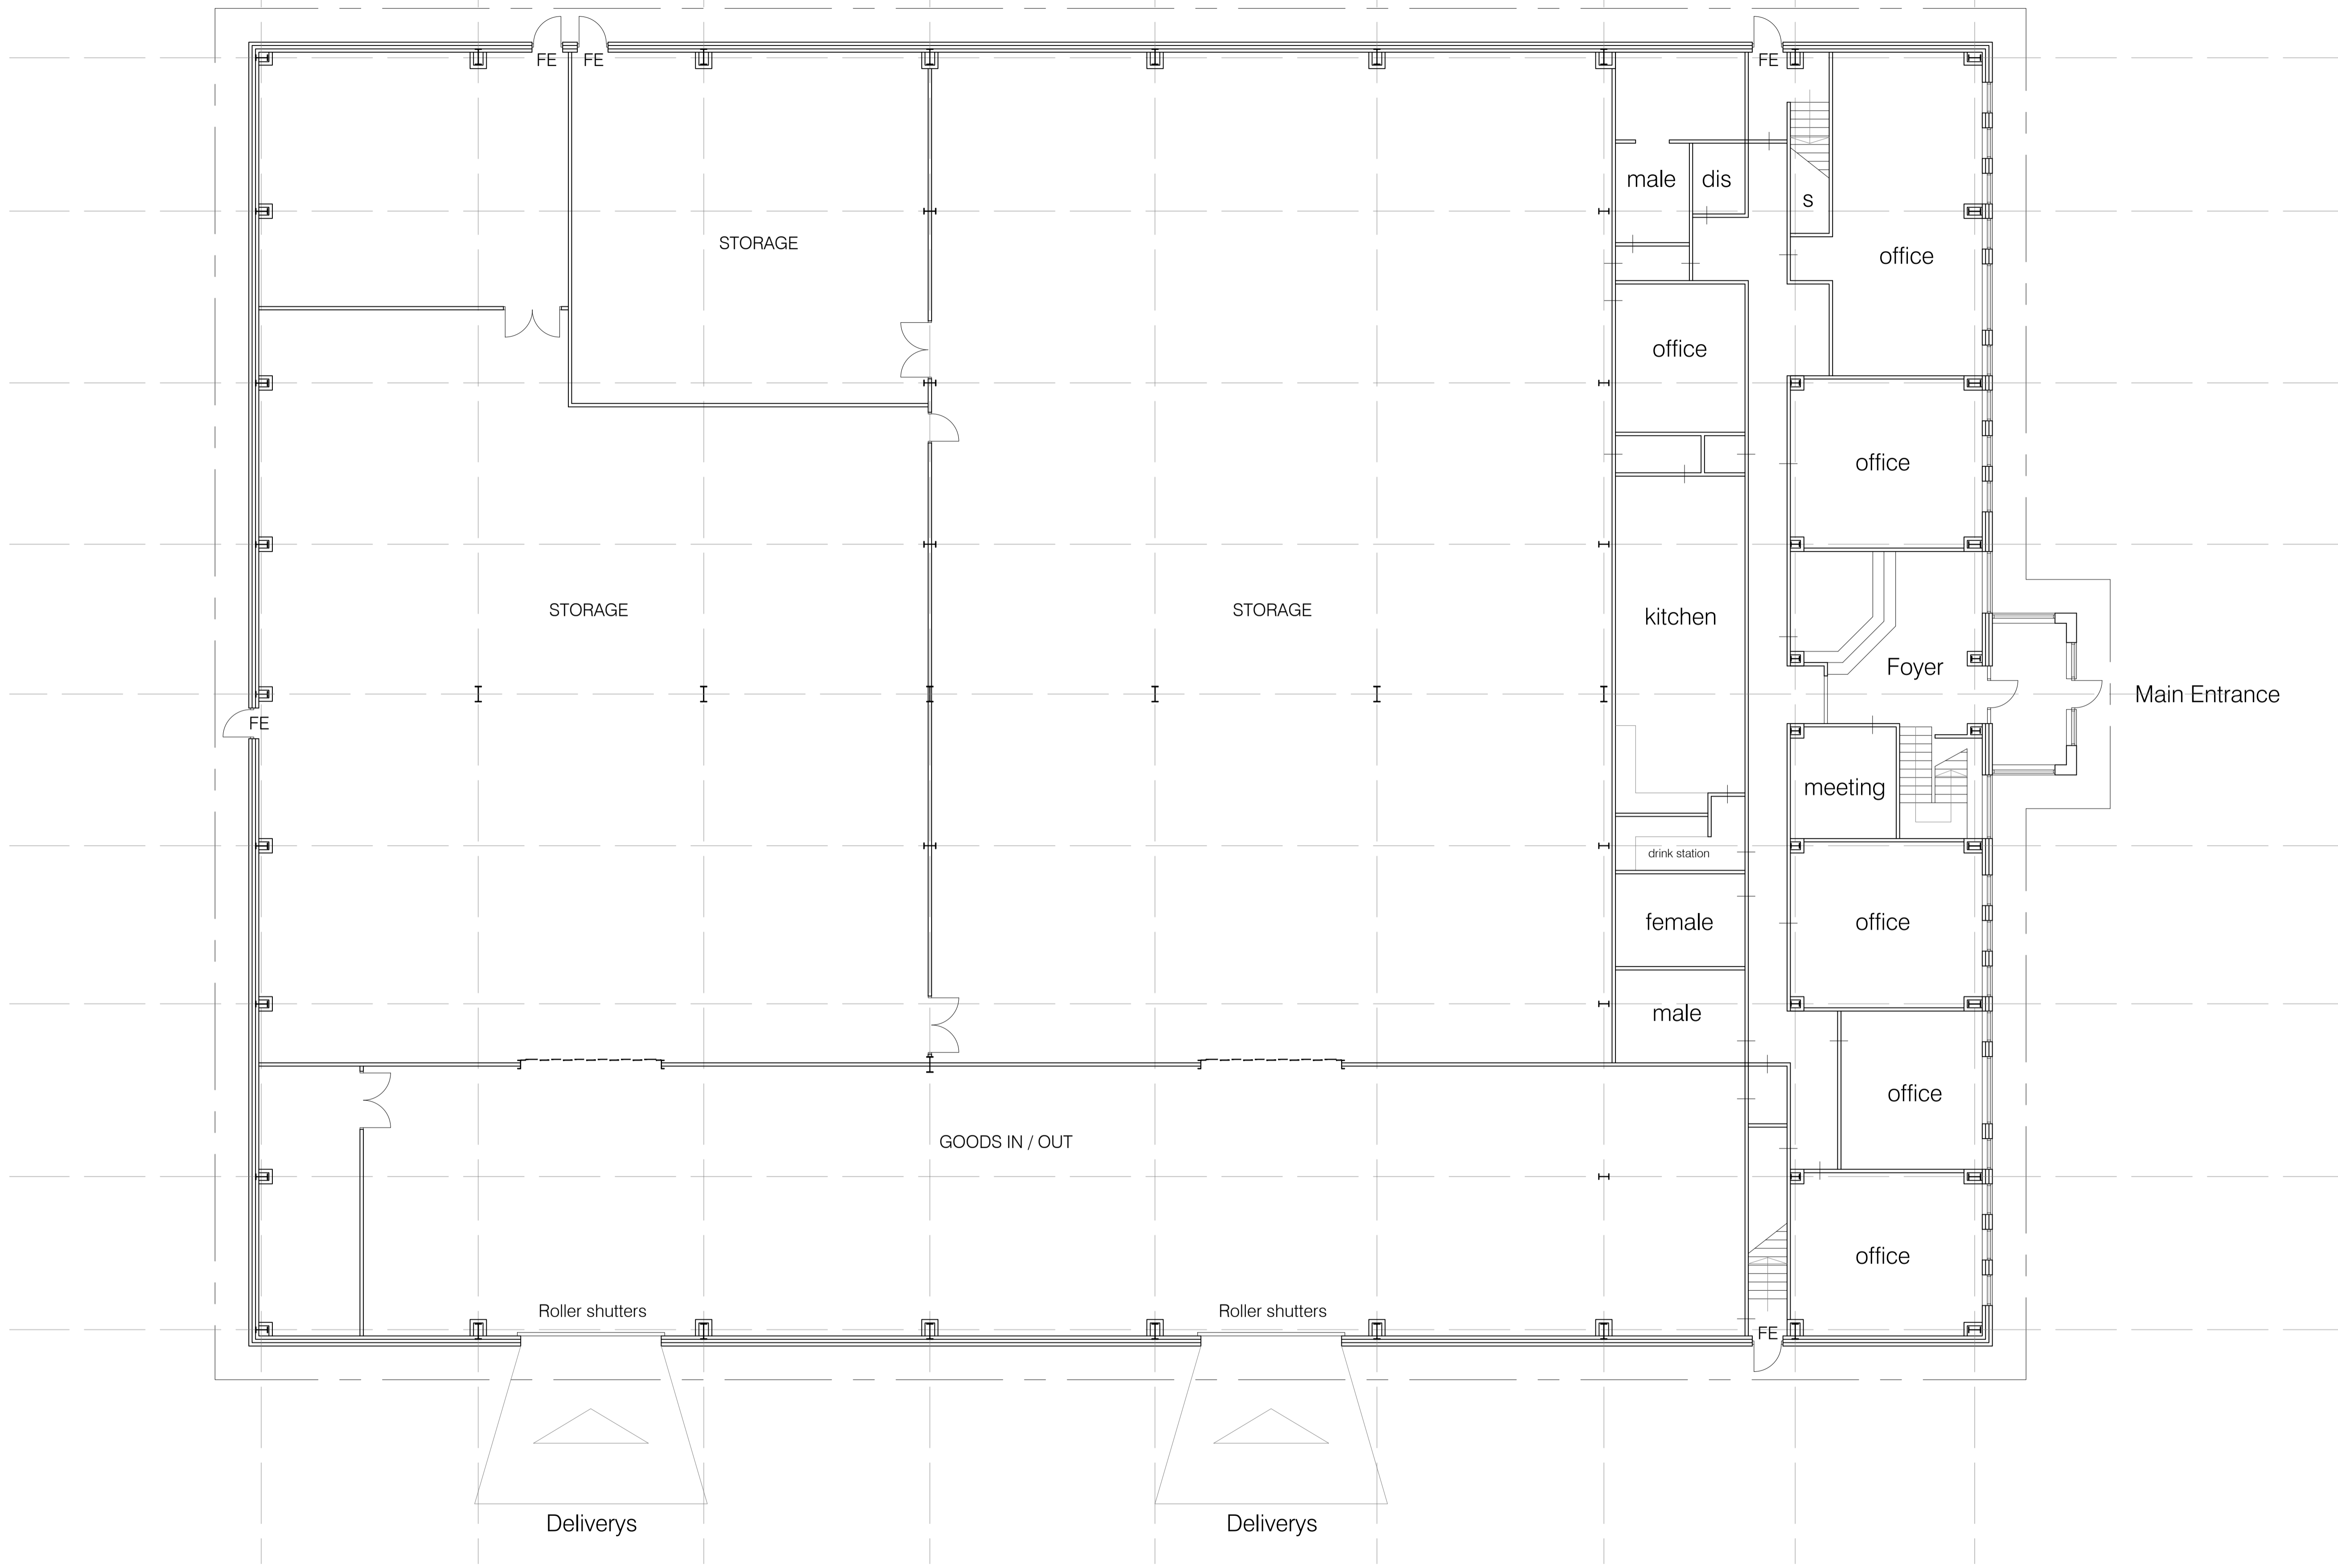 FE
FE
FE
male
dis
s
STORAGE
office
office
office
STORAGE
STORAGE
kitchen
Foyer
Main Entrance
FE
meeting
drink station
female
office
male
office
GOODS IN / OUT
office
Roller shutters
Roller shutters
FE
Deliverys
Deliverys